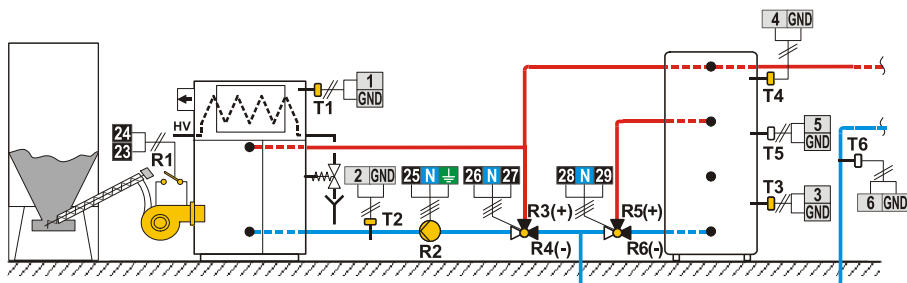 4 GND
1
GND
T1
T4
HV
24
23
R1
5
GND
T5
T6
2 GND
25 N
26 N 27
28 N 29
3
GND
T3
6 GND
T2
R3(+)
R5(+)
R2
R4(-)
R6(-)